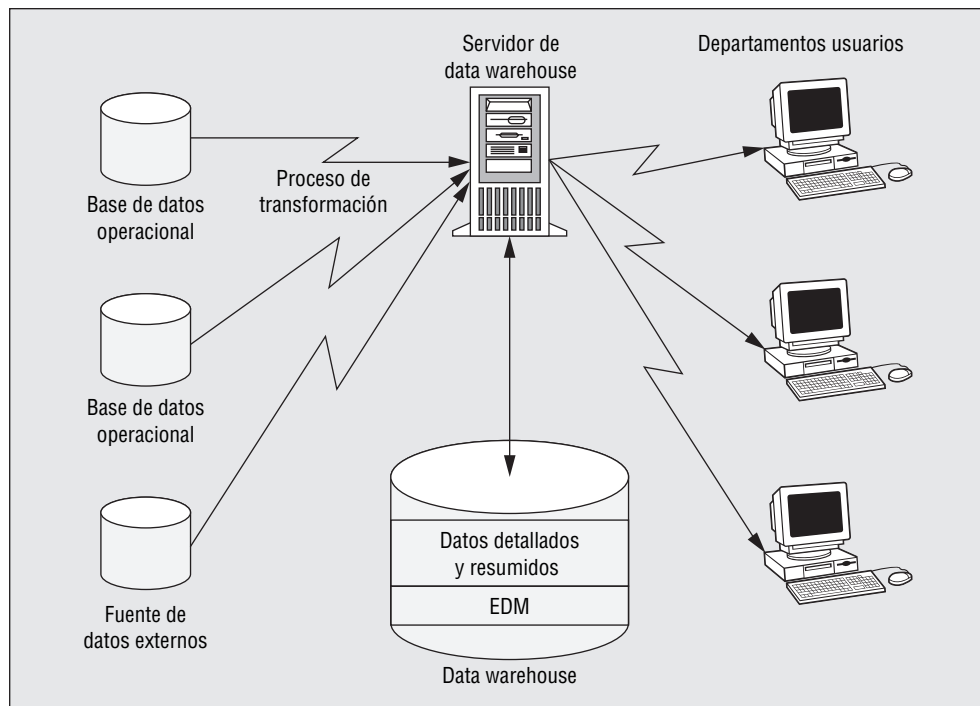 Servidor de
data warehouse
Departamentos usuarios
Proceso de
transformación
Base de datos
operacional
Base de datos
operacional
Fuente de
datos externos
Datos detallados
y resumidos
EDM
Data warehouse